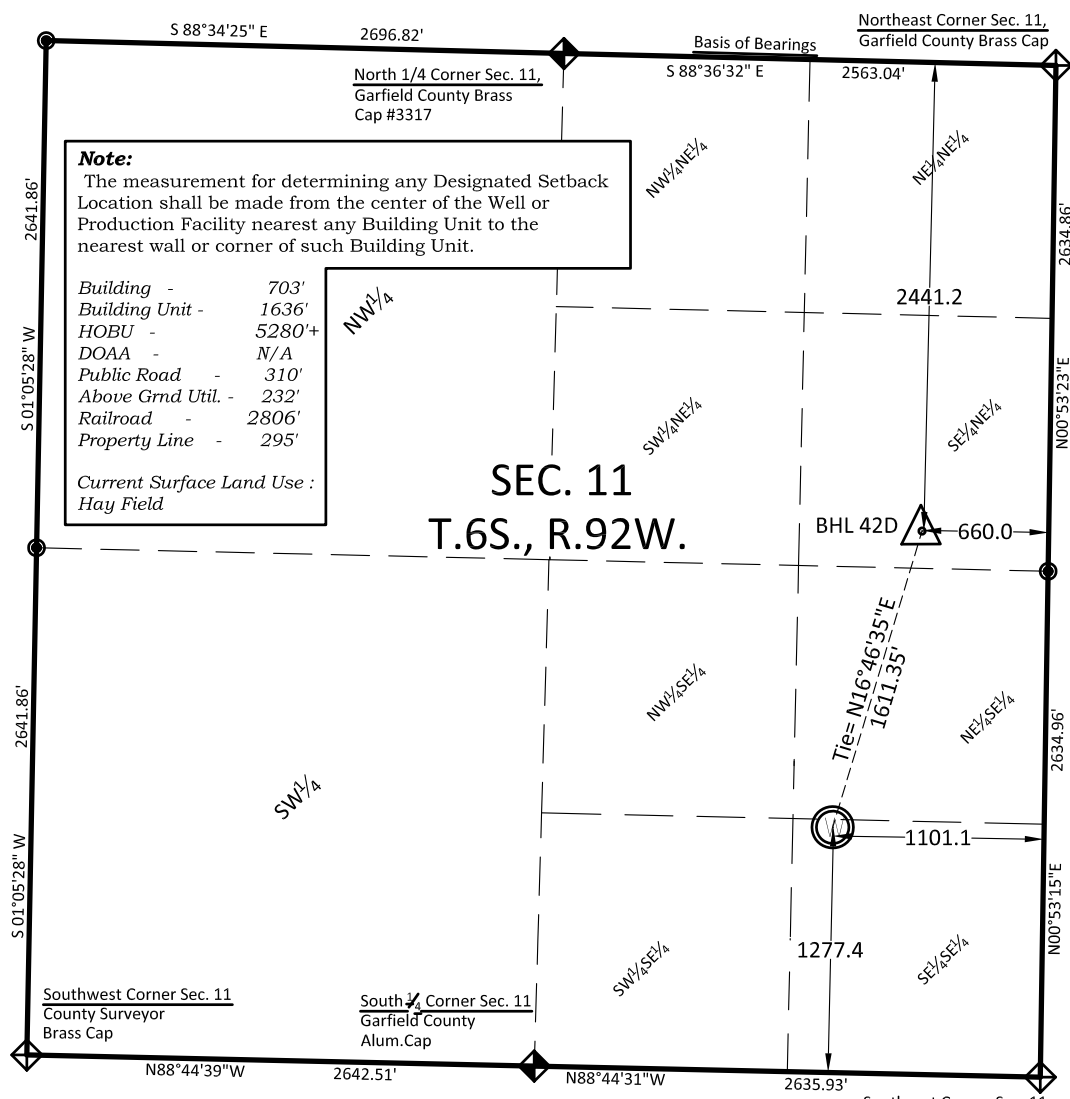 S 88°34'25" E
2696.82'
Basis of Bearings
S 88°36'32" E
2563.04'
Northeast Corner Sec. 11,
Garfield County Brass Cap
North 1/4 Corner Sec. 11,
Garfield County Brass
Cap #3317
Note:
The measurement for determining any Designated Setback
Location shall be made from the center of the Well or
Production Facility nearest any Building Unit to the
nearest wall or corner of such Building Unit.
Building - 703'
Building Unit - 1636'
HOBU - 5280'+
DOAA - N/A
Public Road - 310'
Above Grnd Util. - 232'
Railroad - 2806'
Property Line - 295'
Current Surface Land Use :
Hay Field
2641.86'
S 01°05'28" W
NW¼
NW¼NE¼
NE¼NE¼
2634.86'
2441.2
N00°53'23"E
SW¼NE¼
SE¼NE¼
SEC. 11
T.6S., R.92W.
BHL 42D
660.0
Tie= N16°46'35"E
1611.35'
NW¼SE¼
NE¼SE¼
2641.86'
2634.96'
SW¼
S 01°05'28" W
1101.1
N00°53'15"E
1277.4
SW¼SE¼
SE¼SE¼
Southwest Corner Sec. 11
County Surveyor
Brass Cap
South ¼ Corner Sec. 11
Garfield County
Alum.Cap
N88°44'39"W
2642.51'
N88°44'31"W
2635.93'